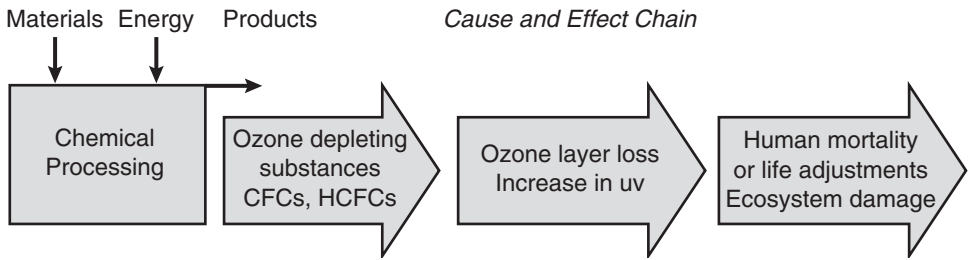 Materials Energy Products Cause and Effect Chain
Chemical
Processing
Ozone depleting
substances
CFCs, HCFCs
Ozone layer loss
Increase in uv
Human mortality
or life adjustments
Ecosystem damage